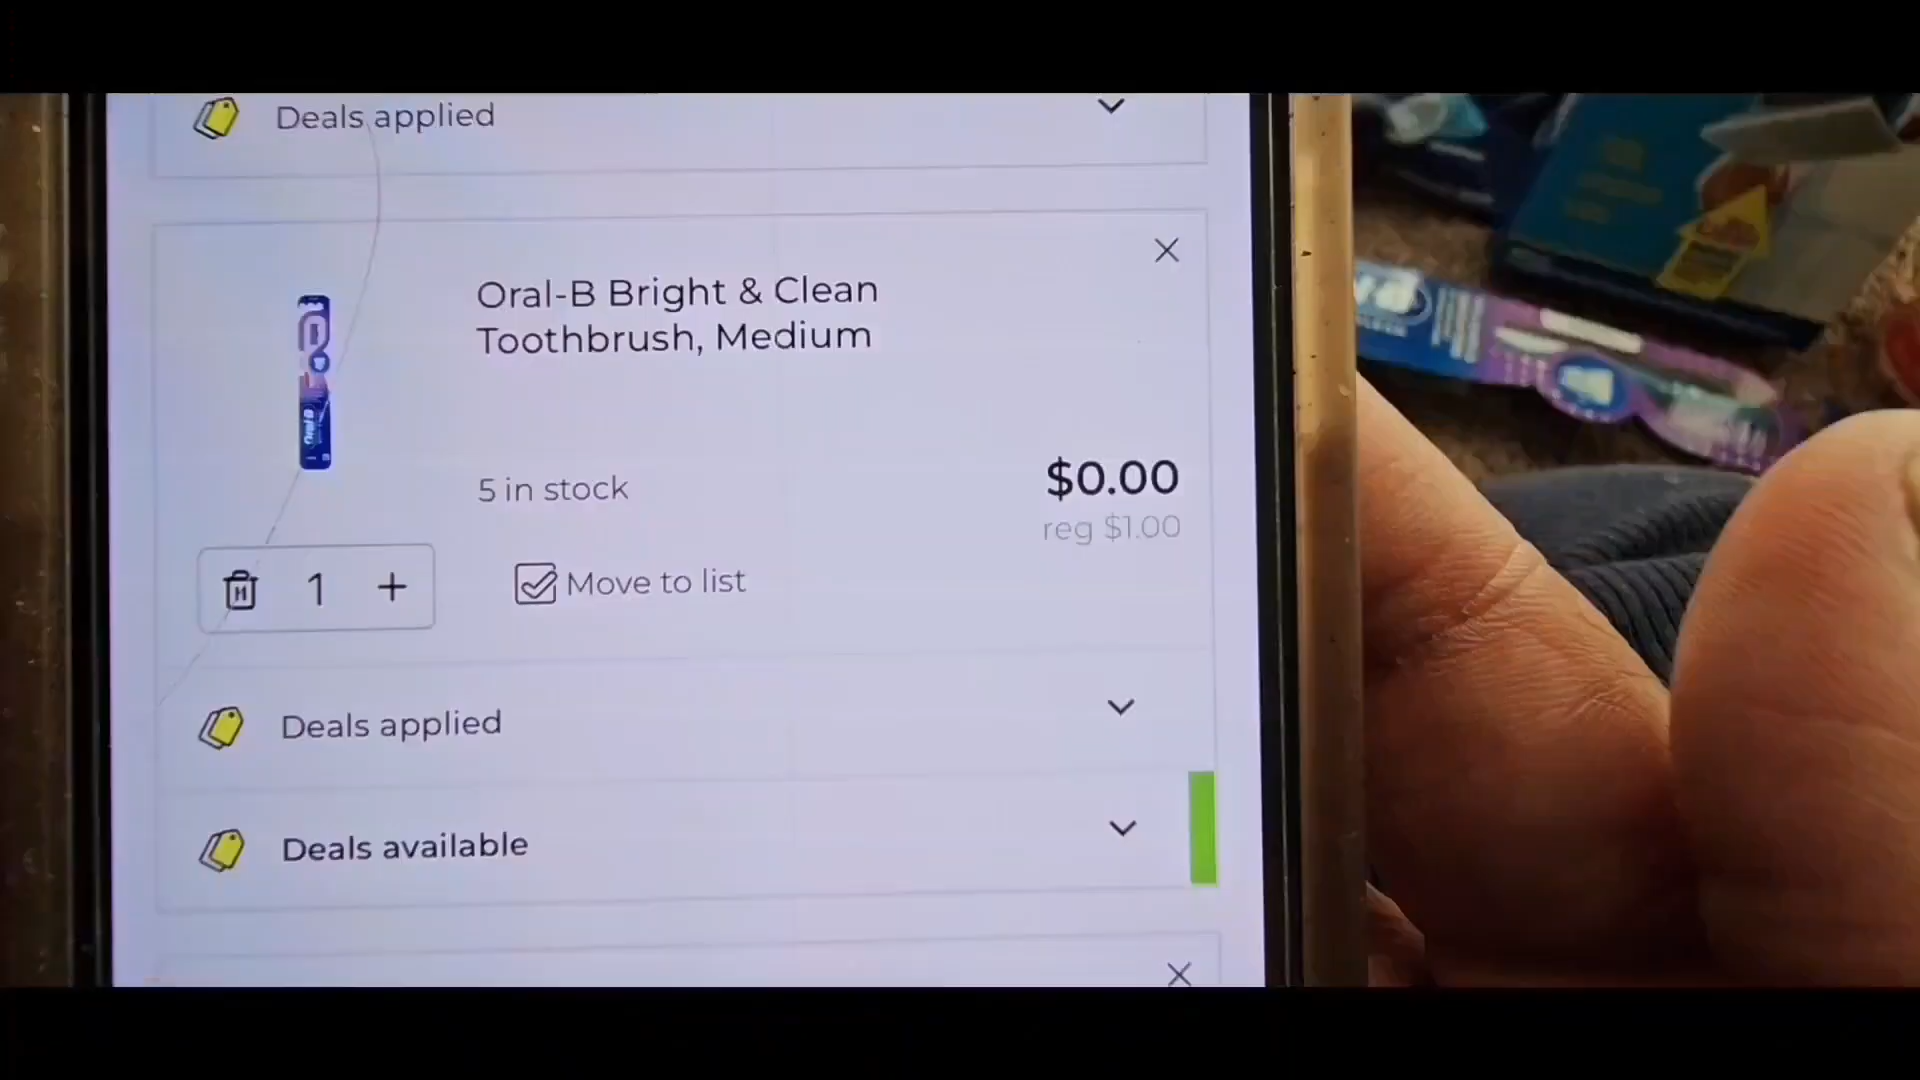 Deals applied
Oral-B Bright & Clean
Toothbrush, Medium
5 in stock
$0.00
reg $1.00
1
Move to list
Deals applied
Deals available